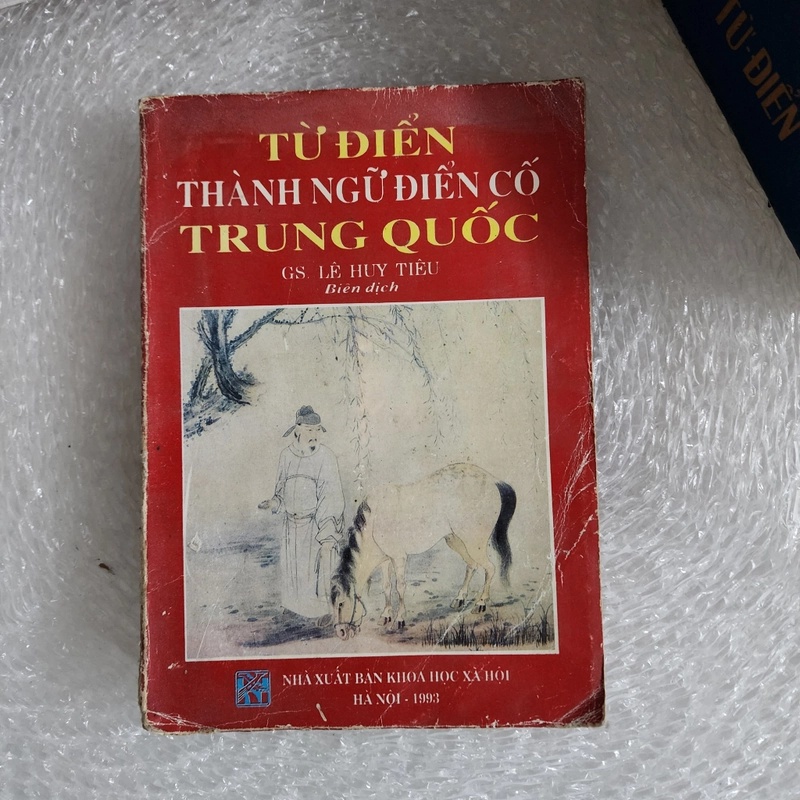 TỪ ĐIỂN
THÀNH NGỮ ĐIỂN CỐ
TRUNG QUỐC
GS. LÊ HUY TIÊU
Biên dịch
NHÀ XUẤT BẢN KHOA HỌC XÃ HỘI
HÀ NỘI - 1993
TỪ-ĐIỂN